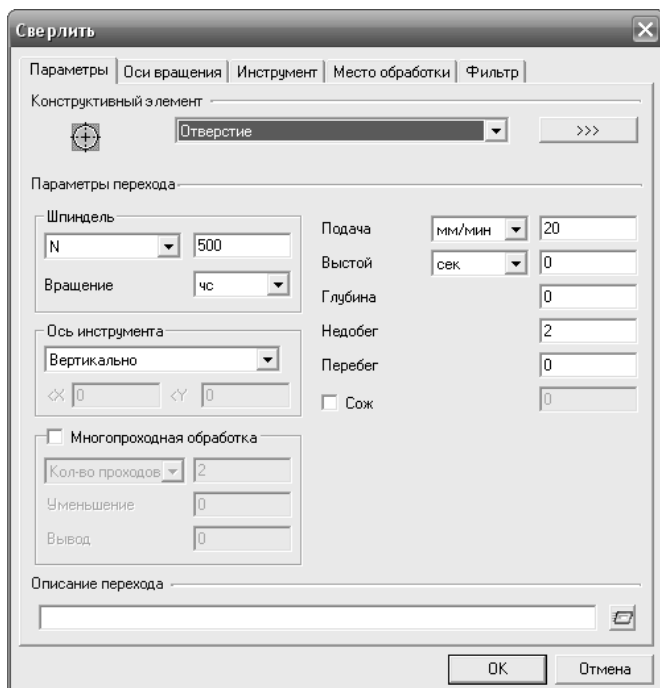 Сверлить
Параметры Оси вращения Инструмент Место обработки Фильтр
Конструктивный элемент
Отверстие >>>
Параметры перехода
Шпиндель
N 500
Вращение чс
Ось инструмента
Вертикально
<X 0 <Y 0
Многопроходная обработка
Кол-во проходов 2
Уменьшение 0
Вывод 0
Подача мм/мин 20
Выстой сек 0
Глубина 0
Недобег 2
Перебег 0
Сож 0
Описание перехода
OK Отмена